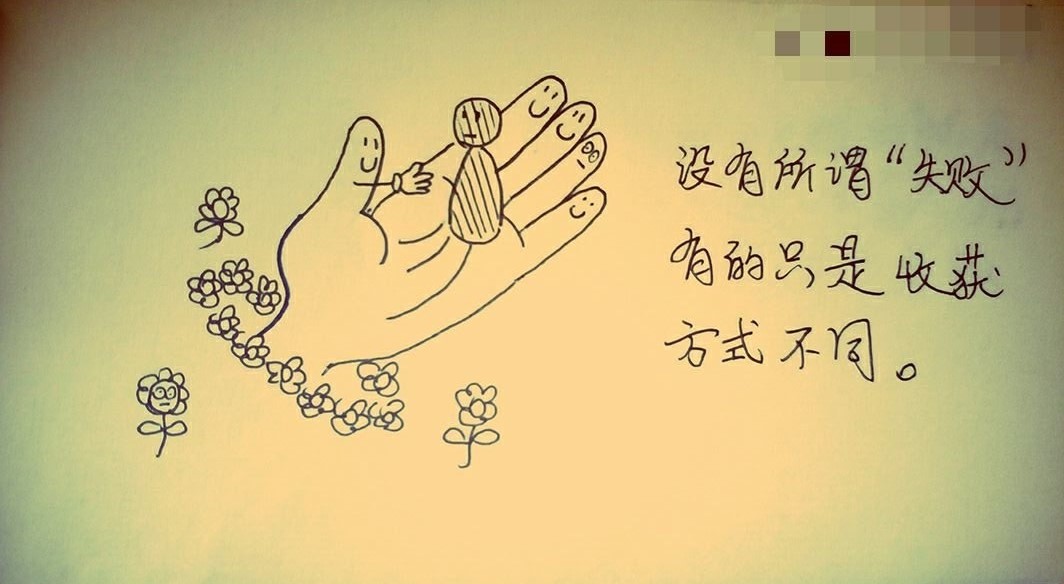 没有所谓“失败”
有的只是收获
方式不同。